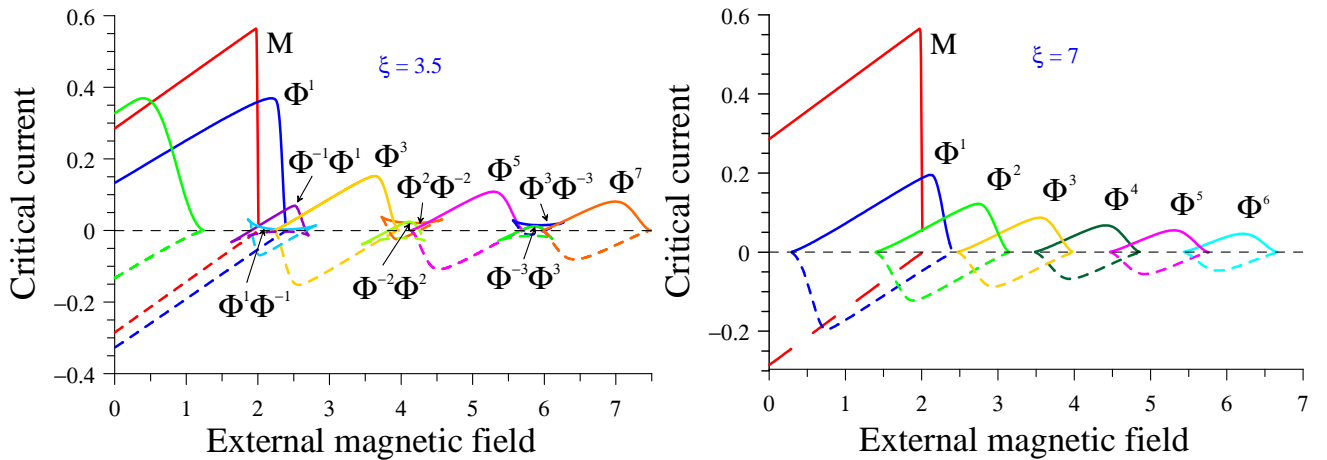 0.6
0.4
0.2
0
−0.2
−0.4
Critical current
M
Φ¹
ξ = 3.5
Φ⁻¹Φ¹
Φ³
Φ²Φ⁻²
Φ⁵
Φ³Φ⁻³
Φ⁷
Φ¹Φ⁻¹
Φ⁻²Φ²
Φ⁻³Φ³
0 1 2 3 4 5 6 7
External magnetic field
0.6
0.4
0.2
0
−0.2
Critical current
M
ξ = 7
Φ¹
Φ²
Φ³
Φ⁴
Φ⁵
Φ⁶
0 1 2 3 4 5 6 7
External magnetic field